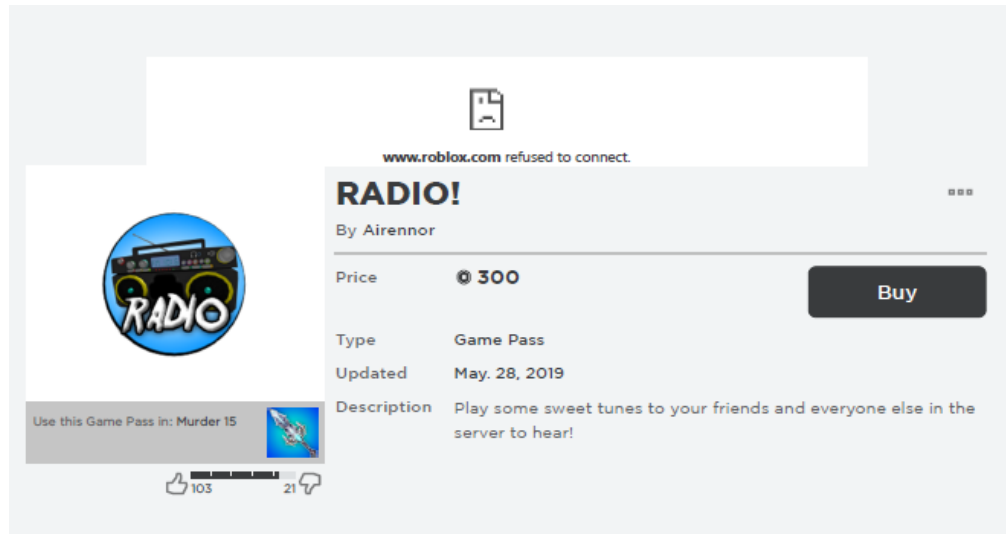 www.roblox.com refused to connect.
RADIO!
By Airennor
RADIO
Price 300
Buy
Type Game Pass
Updated May. 28, 2019
Description Play some sweet tunes to your friends and everyone else in the
server to hear!
Use this Game Pass in: Murder 15
103 21